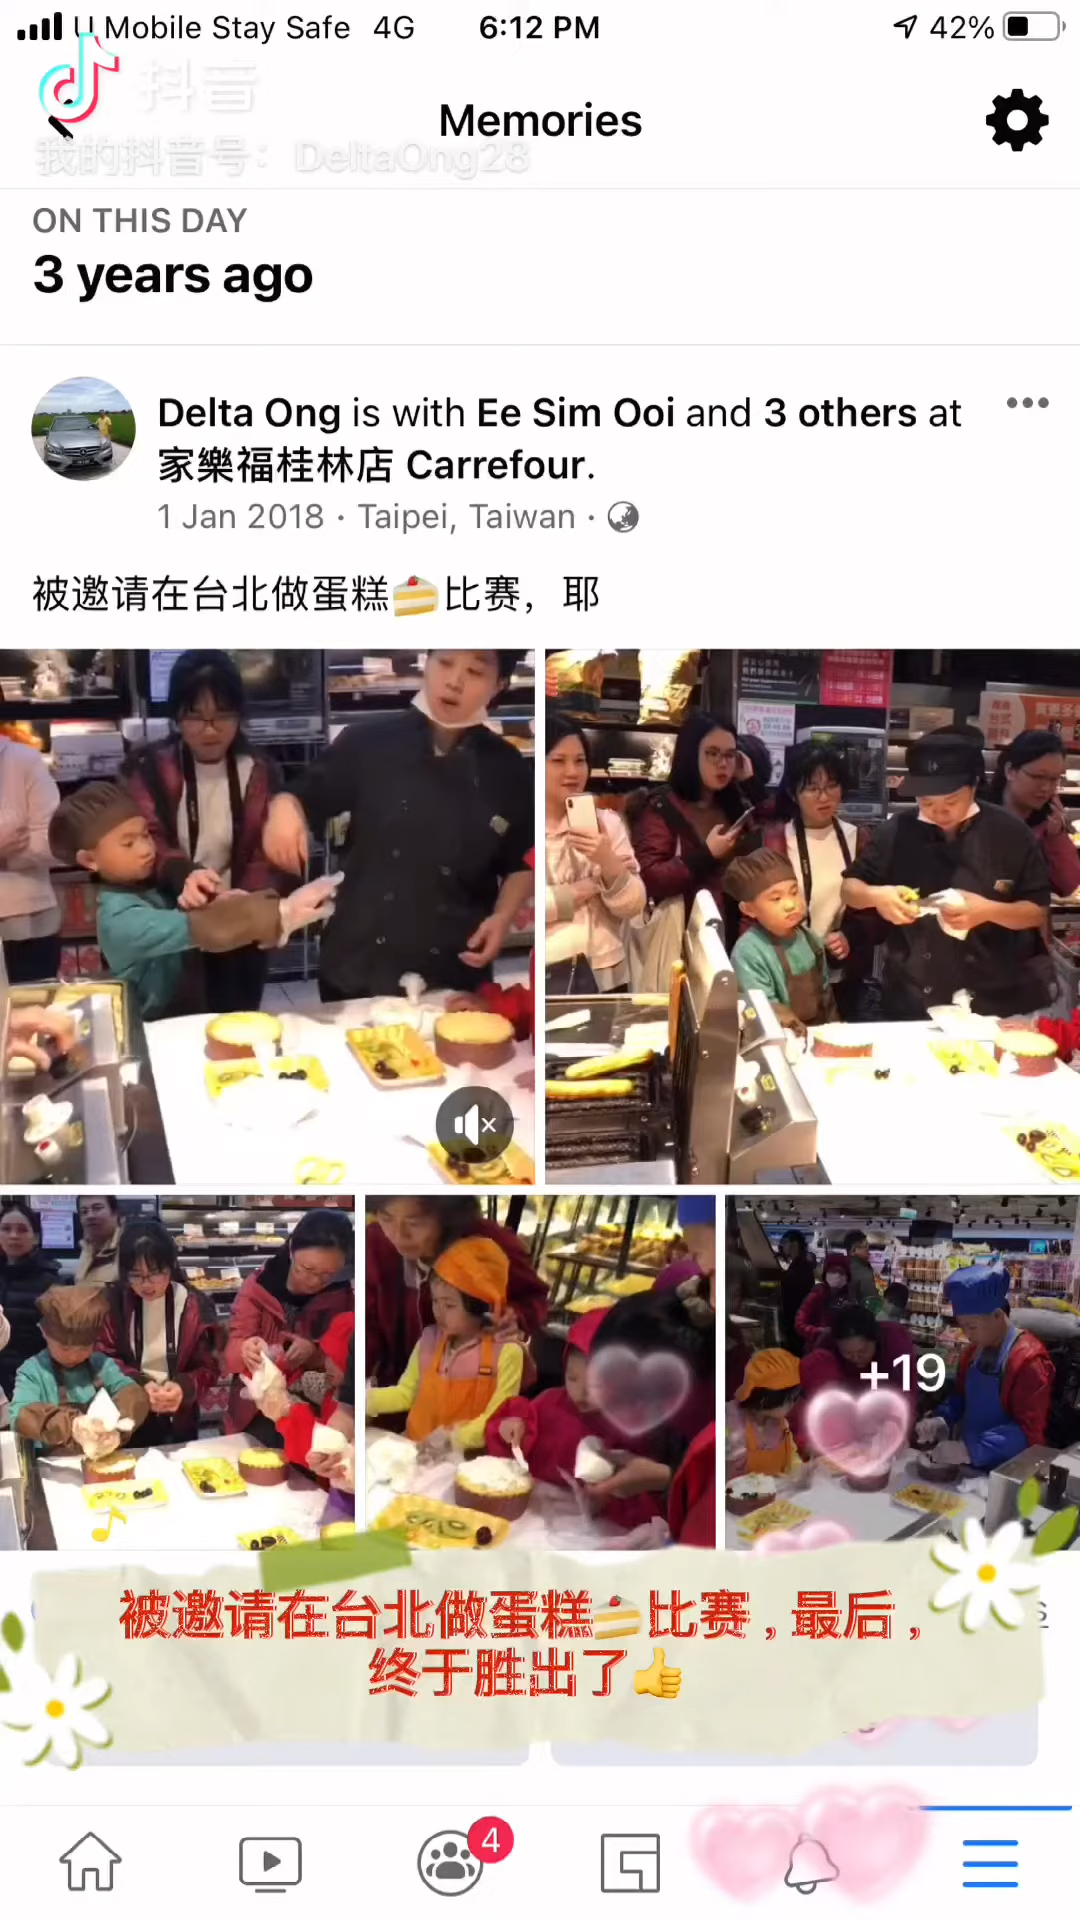 U Mobile Stay Safe 4G 6:12 PM 42%
抖音
Memories
我的抖音号：DeltaOng28
ON THIS DAY
3 years ago
Delta Ong is with Ee Sim Ooi and 3 others at
家樂福桂林店 Carrefour.
1 Jan 2018 · Taipei, Taiwan ·
被邀请在台北做蛋糕🍰比赛，耶
+19
被邀请在台北做蛋糕🍰比赛，最后，
终于胜出了👍
4